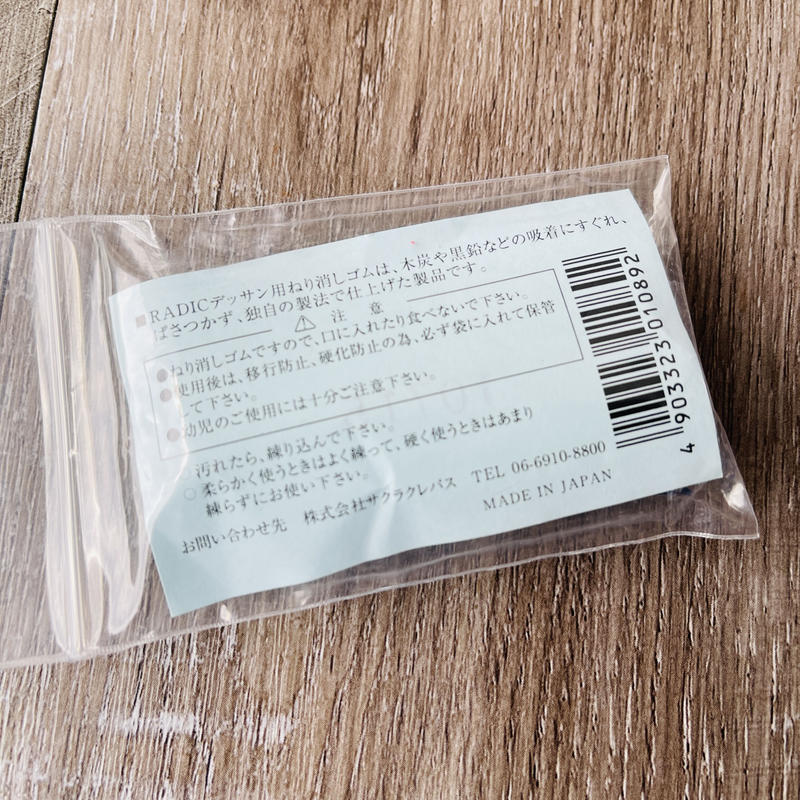 ■RADICデッサン用ねり消しゴムは、木炭や黒鉛などの吸着にすぐれ、
ぱさつかず、独自の製法で仕上げた製品です。
⚠ 注 意
●ねり消しゴムですので、口に入れたり食べないで下さい。
●使用後は、移行防止、硬化防止の為、必ず袋に入れて保管
して下さい。
●幼児のご使用には十分ご注意下さい。
○汚れたら、練り込んで下さい。
○柔らかく使うときはよく練って、硬く使うときはあまり
練らずにお使い下さい。
お問い合わせ先 株式会社サクラクレパス TEL 06-6910-8800
MADE IN JAPAN
4 903323 010892